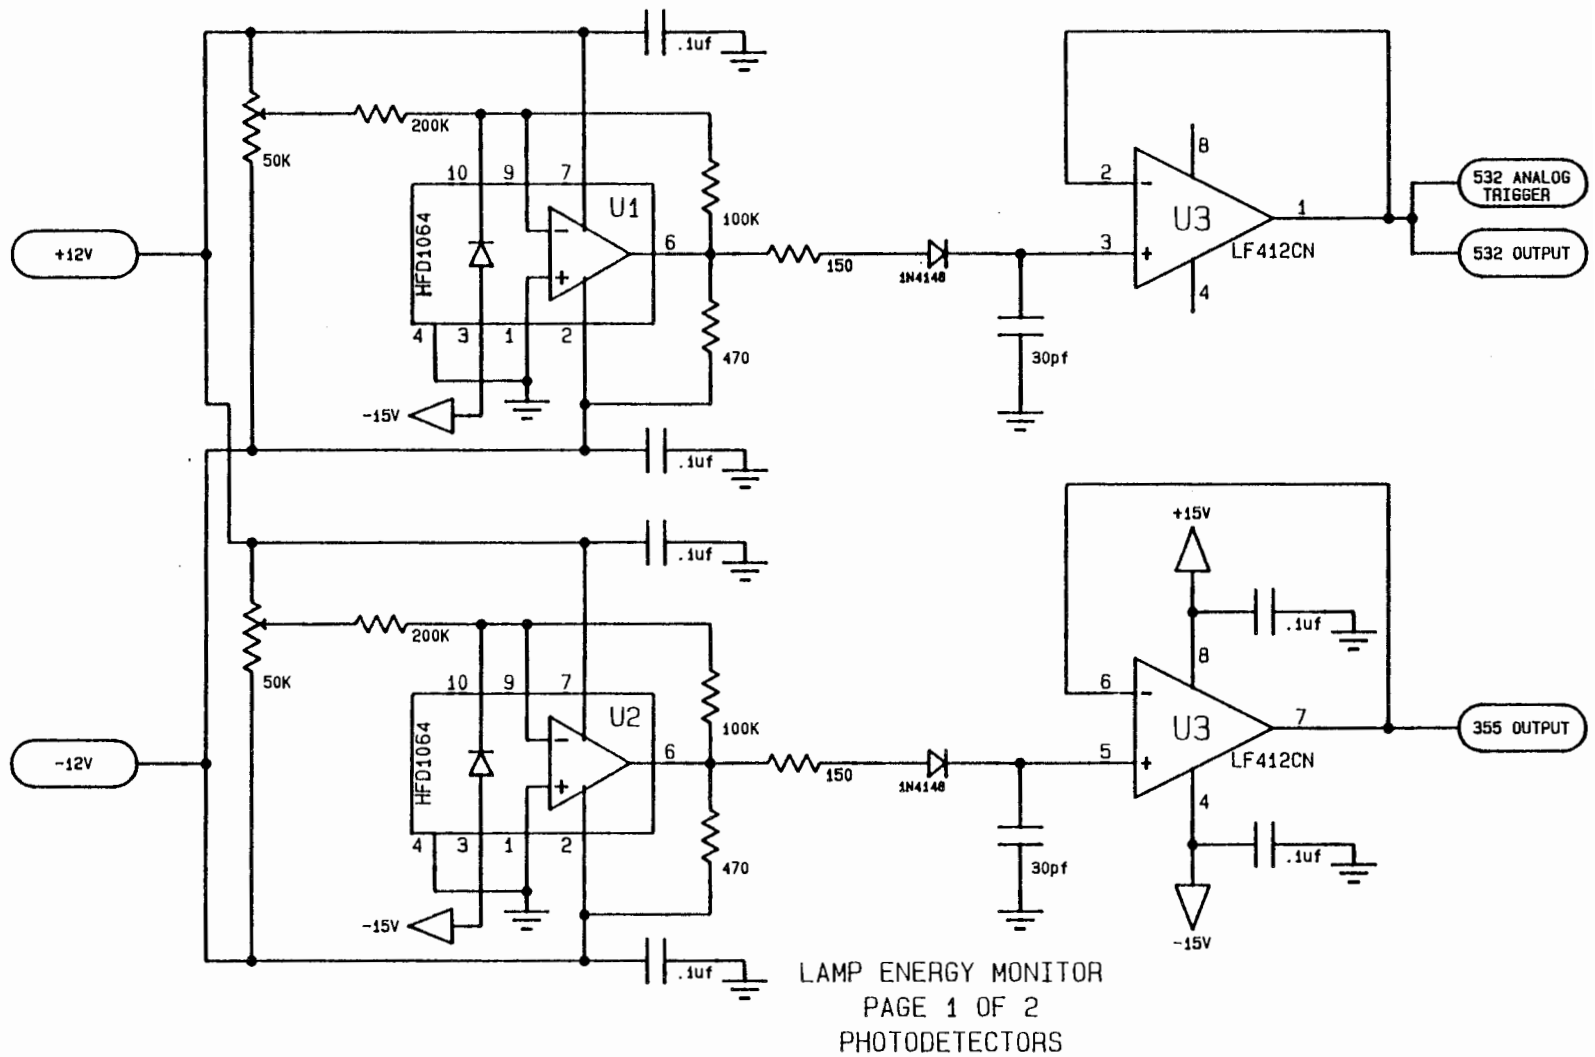 .1uf
200K
50K
10 9 7
U1
HFD1064
100K
6
470
4 3 1 2
-15V
.1uf
+12V
150
1N4148
30pf
8
2
-
U3
1
3
+
LF412CN
4
532 ANALOG
TRIGGER
532 OUTPUT
.1uf
200K
50K
10 9 7
U2
HFD1064
100K
6
470
4 3 1 2
-15V
.1uf
-12V
150
1N4148
30pf
+15V
.1uf
8
6
-
U3
7
5
+
LF412CN
4
.1uf
-15V
355 OUTPUT
LAMP ENERGY MONITOR
PAGE 1 OF 2
PHOTODETECTORS